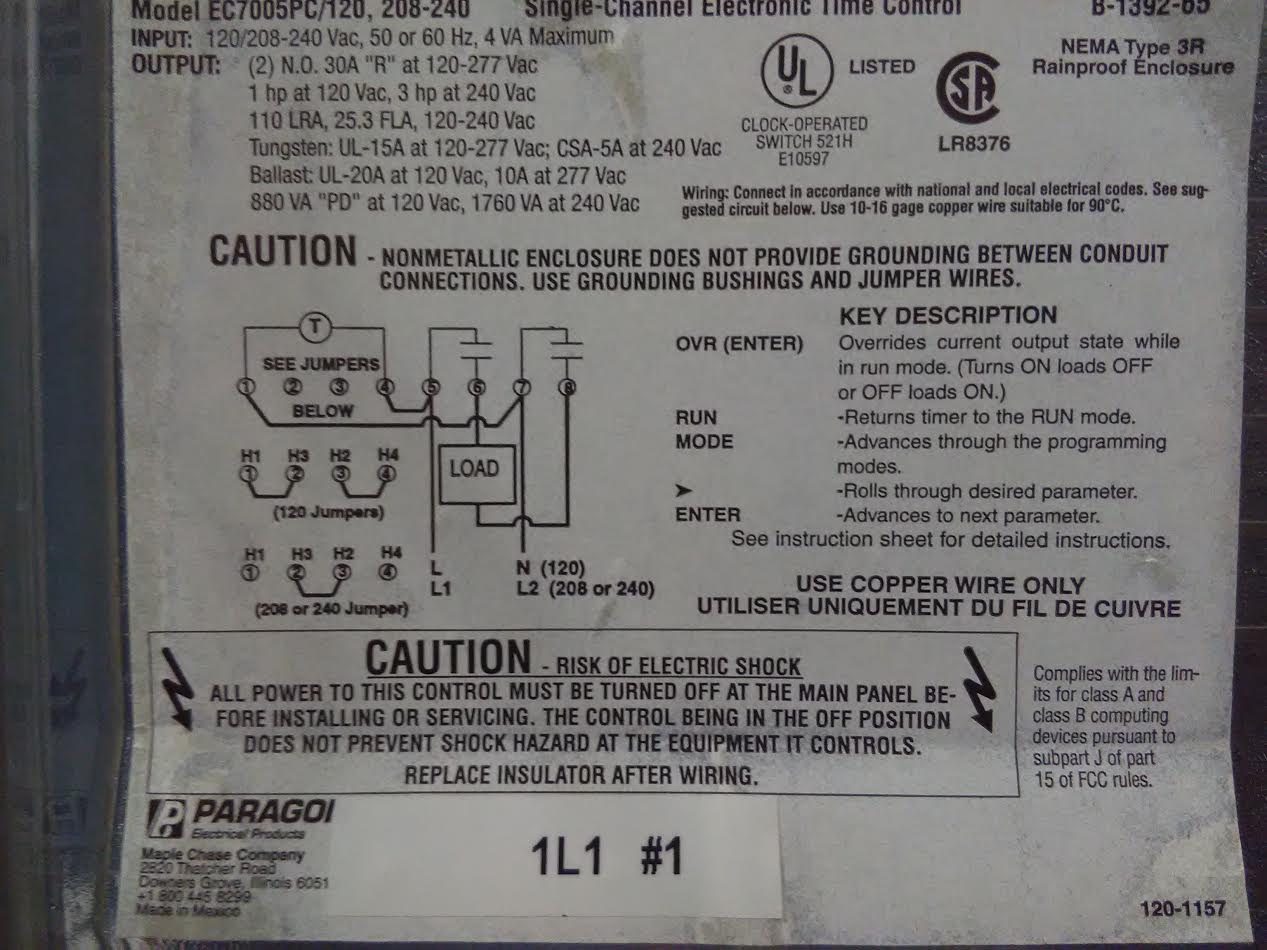 Model EC7005PC/120, 208-240 Single-Channel Electronic Time Control B-1392-65
INPUT: 120/208-240 Vac, 50 or 60 Hz, 4 VA Maximum
OUTPUT: (2) N.O. 30A "R" at 120-277 Vac
1 hp at 120 Vac, 3 hp at 240 Vac
110 LRA, 25.3 FLA, 120-240 Vac
Tungsten: UL-15A at 120-277 Vac; CSA-5A at 240 Vac
Ballast: UL-20A at 120 Vac, 10A at 277 Vac
880 VA "PD" at 120 Vac, 1760 VA at 240 Vac
UL ® LISTED
CLOCK-OPERATED
SWITCH 521H
E10597
SA
LR8376
NEMA Type 3R
Rainproof Enclosure
Wiring: Connect in accordance with national and local electrical codes. See sug-
gested circuit below. Use 10-16 gage copper wire suitable for 90°C.
CAUTION - NONMETALLIC ENCLOSURE DOES NOT PROVIDE GROUNDING BETWEEN CONDUIT
CONNECTIONS. USE GROUNDING BUSHINGS AND JUMPER WIRES.
T
SEE JUMPERS
1 2 3 4 5 6 7 8
BELOW
H1 H3 H2 H4
1 2 3 4
(120 Jumpers)
LOAD
H1 H3 H2 H4
1 2 3 4
(208 or 240 Jumper)
L N (120)
L1 L2 (208 or 240)
KEY DESCRIPTION
OVR (ENTER) Overrides current output state while
in run mode. (Turns ON loads OFF
or OFF loads ON.)
RUN -Returns timer to the RUN mode.
MODE -Advances through the programming
modes.
➤ -Rolls through desired parameter.
ENTER -Advances to next parameter.
See instruction sheet for detailed instructions.
USE COPPER WIRE ONLY
UTILISER UNIQUEMENT DU FIL DE CUIVRE
CAUTION - RISK OF ELECTRIC SHOCK
ALL POWER TO THIS CONTROL MUST BE TURNED OFF AT THE MAIN PANEL BE-
FORE INSTALLING OR SERVICING. THE CONTROL BEING IN THE OFF POSITION
DOES NOT PREVENT SHOCK HAZARD AT THE EQUIPMENT IT CONTROLS.
REPLACE INSULATOR AFTER WIRING.
Complies with the lim-
its for class A and
class B computing
devices pursuant to
subpart J of part
15 of FCC rules.
PARAGOI
Electrical Products
Maple Chase Company
2820 Thatcher Road
Downers Grove, Illinois 6051
+1 800 445 8299
Made in Mexico
1L1 #1
120-1157